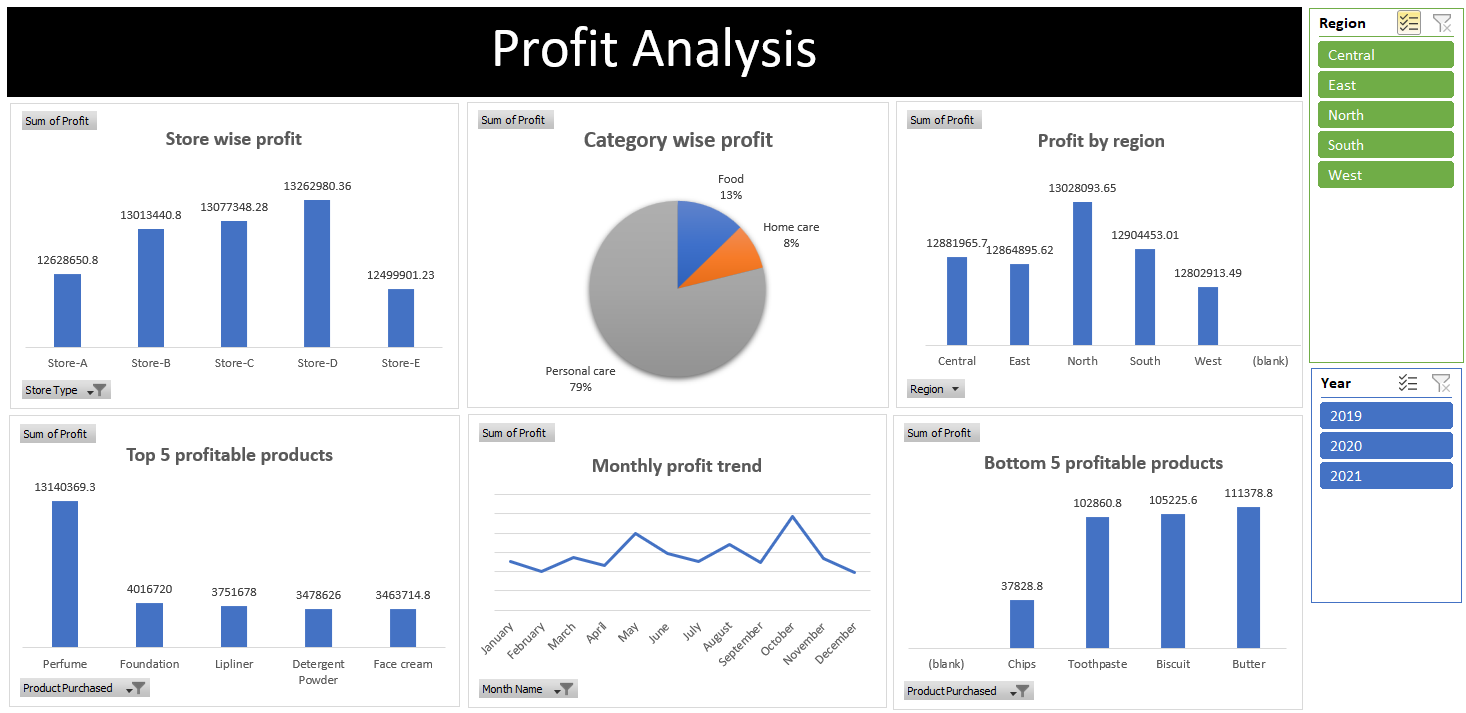 Profit Analysis
Region
Central
East
North
South
West
Year
2019
2020
2021
Sum of Profit
Store wise profit
12628650.8
13013440.8
13077348.28
13262980.36
12499901.23
Store-A
Store-B
Store-C
Store-D
Store-E
Store Type
Sum of Profit
Category wise profit
Food
13%
Home care
8%
Personal care
79%
Sum of Profit
Profit by region
12881965.7
12864895.62
13028093.65
12904453.01
12802913.49
Central
East
North
South
West
(blank)
Region
Sum of Profit
Top 5 profitable products
13140369.3
4016720
3751678
3478626
3463714.8
Perfume
Foundation
Lipliner
Detergent
Powder
Face cream
Product Purchased
Sum of Profit
Monthly profit trend
January
February
March
April
May
June
July
August
September
October
November
December
Month Name
Sum of Profit
Bottom 5 profitable products
37828.8
102860.8
105225.6
111378.8
(blank)
Chips
Toothpaste
Biscuit
Butter
Product Purchased